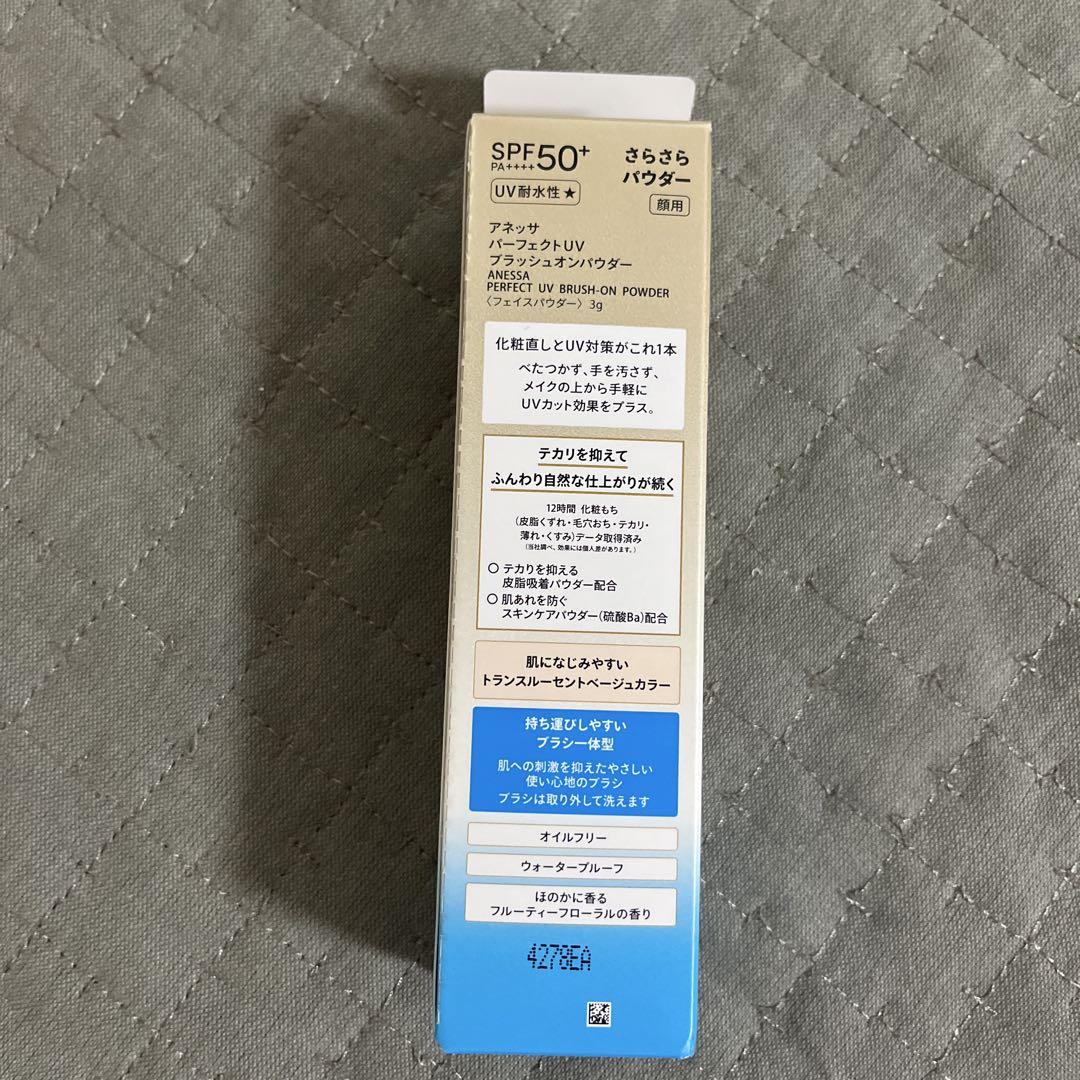 SPF50+
PA++++
UV耐水性★
さらさら
パウダー
顔用
アネッサ
パーフェクトUV
ブラッシュオンパウダー
ANESSA
PERFECT UV BRUSH-ON POWDER
〈フェイスパウダー〉3g
化粧直しとUV対策がこれ1本
べたつかず、手を汚さず、
メイクの上から手軽に
UVカット効果をプラス。
テカリを抑えて
ふんわり自然な仕上がりが続く
12時間 化粧もち
(皮脂くずれ・毛穴おち・テカリ・
薄れ・くすみ)データ取得済み
(当社調べ、効果には個人差があります。)
○ テカリを抑える
皮脂吸着パウダー配合
○ 肌あれを防ぐ
スキンケアパウダー(硫酸Ba)配合
肌になじみやすい
トランスルーセントベージュカラー
持ち運びしやすい
ブラシ一体型
肌への刺激を抑えたやさしい
使い心地のブラシ
ブラシは取り外して洗えます
オイルフリー
ウォータープルーフ
ほのかに香る
フルーティーフローラルの香り
4278EA